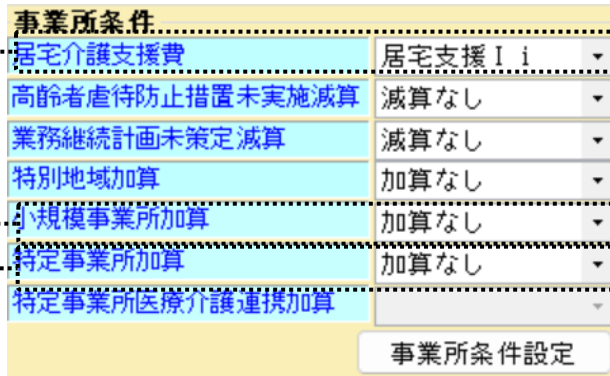 事業所条件
居宅介護支援費 居宅支援Ⅰⅰ
高齢者虐待防止措置未実施減算 減算なし
業務継続計画未策定減算 減算なし
特別地域加算 加算なし
小規模事業所加算 加算なし
特定事業所加算 加算なし
特定事業所医療介護連携加算
事業所条件設定